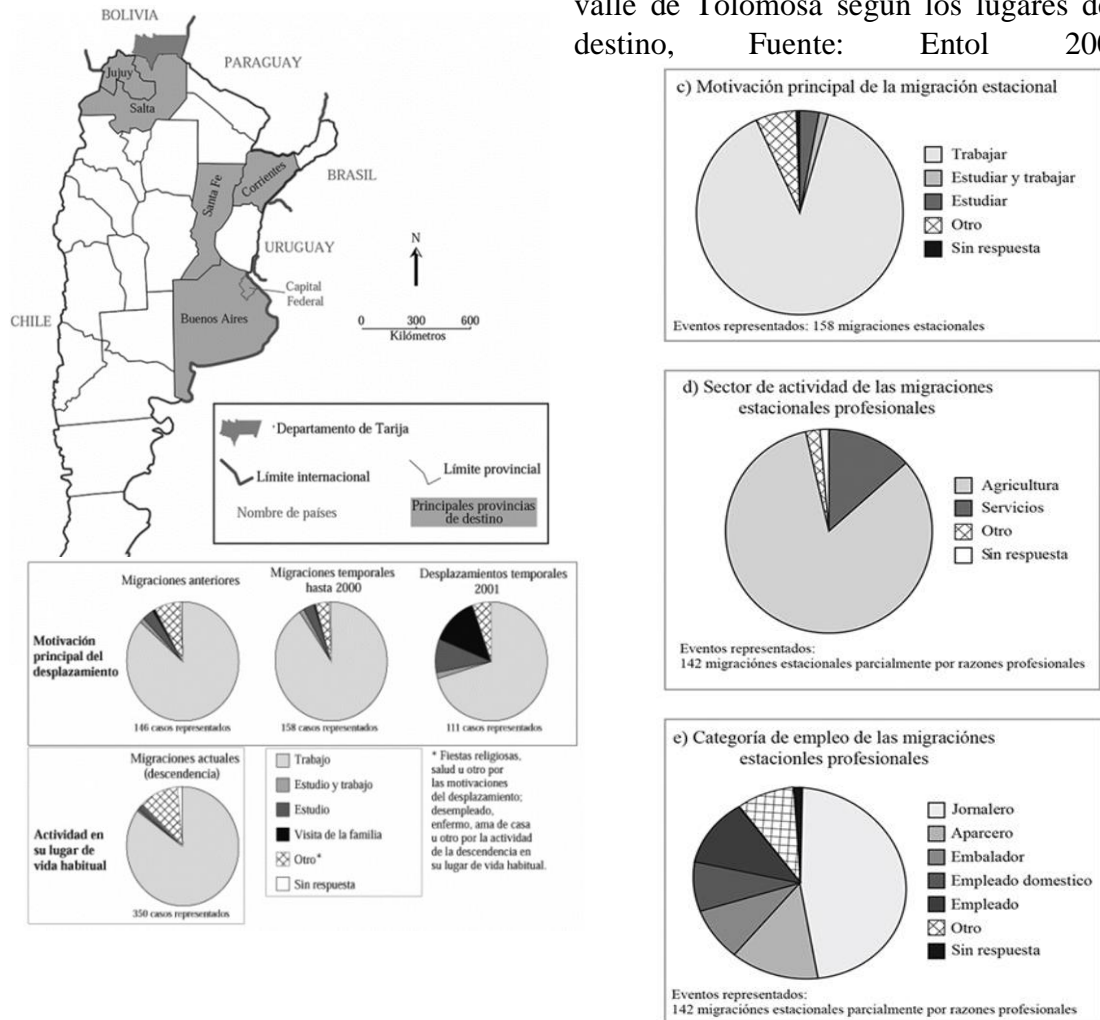 valle de Tolomosa según los lugares de
destino, Fuente: Entol 200
BOLIVIA
PARAGUAY
Jujuy
Salta
BRASIL
Santa Fe
Corrientes
URUGUAY
N
Capital
Federal
CHILE
Buenos Aires
0 300 600
Kilómetros
Departamento de Tarija
Límite internacional
Límite provincial
Nombre de países
Principales provincias
de destino
Migraciones anteriores
Migraciones temporales
hasta 2000
Desplazamientos temporales
2001
Motivación
principal del
desplazamiento
146 casos representados
158 casos representados
111 casos representados
Migraciones actuales
(descendencia)
Actividad en
su lugar de
vida habitual
350 casos representados
Trabajo
Estudio y trabajo
Estudio
Visita de la familia
Otro*
Sin respuesta
* Fiestas religiosas,
salud u otro por
las motivaciones
del desplazamiento;
desempleado,
enfermo, ama de casa
u otro por la actividad
de la descendencia en
su lugar de vida habitual.
c) Motivación principal de la migración estacional
Trabajar
Estudiar y trabajar
Estudiar
Otro
Sin respuesta
Eventos representados: 158 migraciones estacionales
d) Sector de actividad de las migraciones
estacionales profesionales
Agricultura
Servicios
Otro
Sin respuesta
Eventos representados:
142 migraciónes estacionales parcialmente por razones profesionales
e) Categoría de empleo de las migraciónes
estacionles profesionales
Jornalero
Aparcero
Embalador
Empleado domestico
Empleado
Otro
Sin respuesta
Eventos representados:
142 migraciónes estacionales parcialmente por razones profesionales